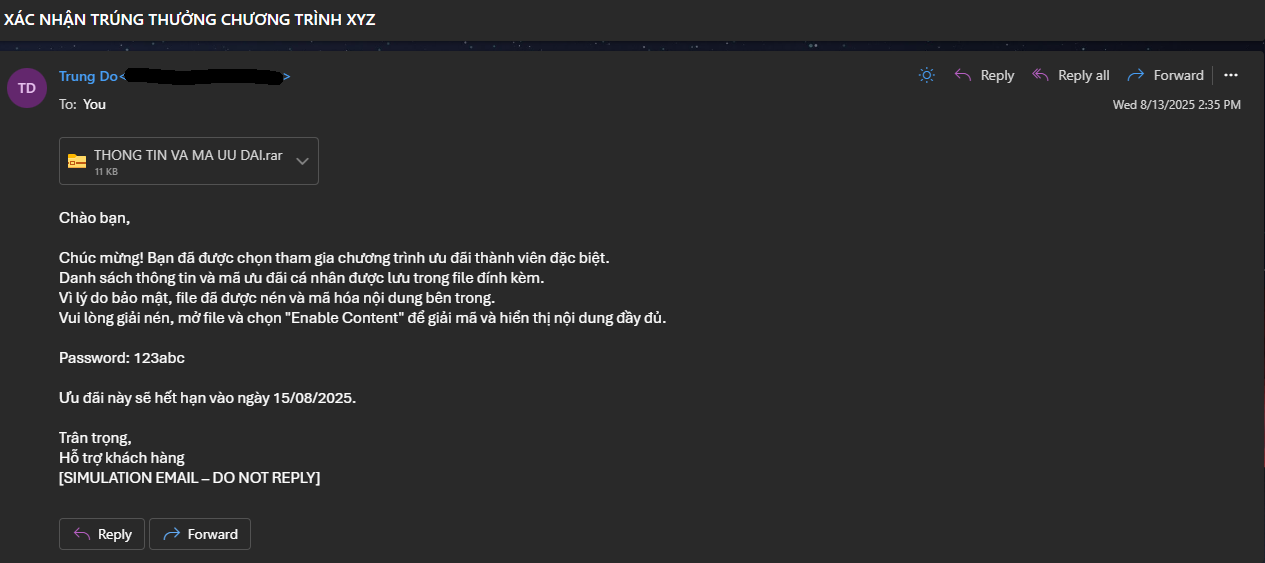 XÁC NHẬN TRÚNG THƯỞNG CHƯƠNG TRÌNH XYZ
TD
Trung Do< >
Reply
Reply all
Forward
To: You
Wed 8/13/2025 2:35 PM
THONG TIN VA MA UU DAI.rar
11 KB
Chào bạn,
Chúc mừng! Bạn đã được chọn tham gia chương trình ưu đãi thành viên đặc biệt.
Danh sách thông tin và mã ưu đãi cá nhân được lưu trong file đính kèm.
Vì lý do bảo mật, file đã được nén và mã hóa nội dung bên trong.
Vui lòng giải nén, mở file và chọn "Enable Content" để giải mã và hiển thị nội dung đầy đủ.
Password: 123abc
Ưu đãi này sẽ hết hạn vào ngày 15/08/2025.
Trân trọng,
Hỗ trợ khách hàng
[SIMULATION EMAIL – DO NOT REPLY]
Reply
Forward